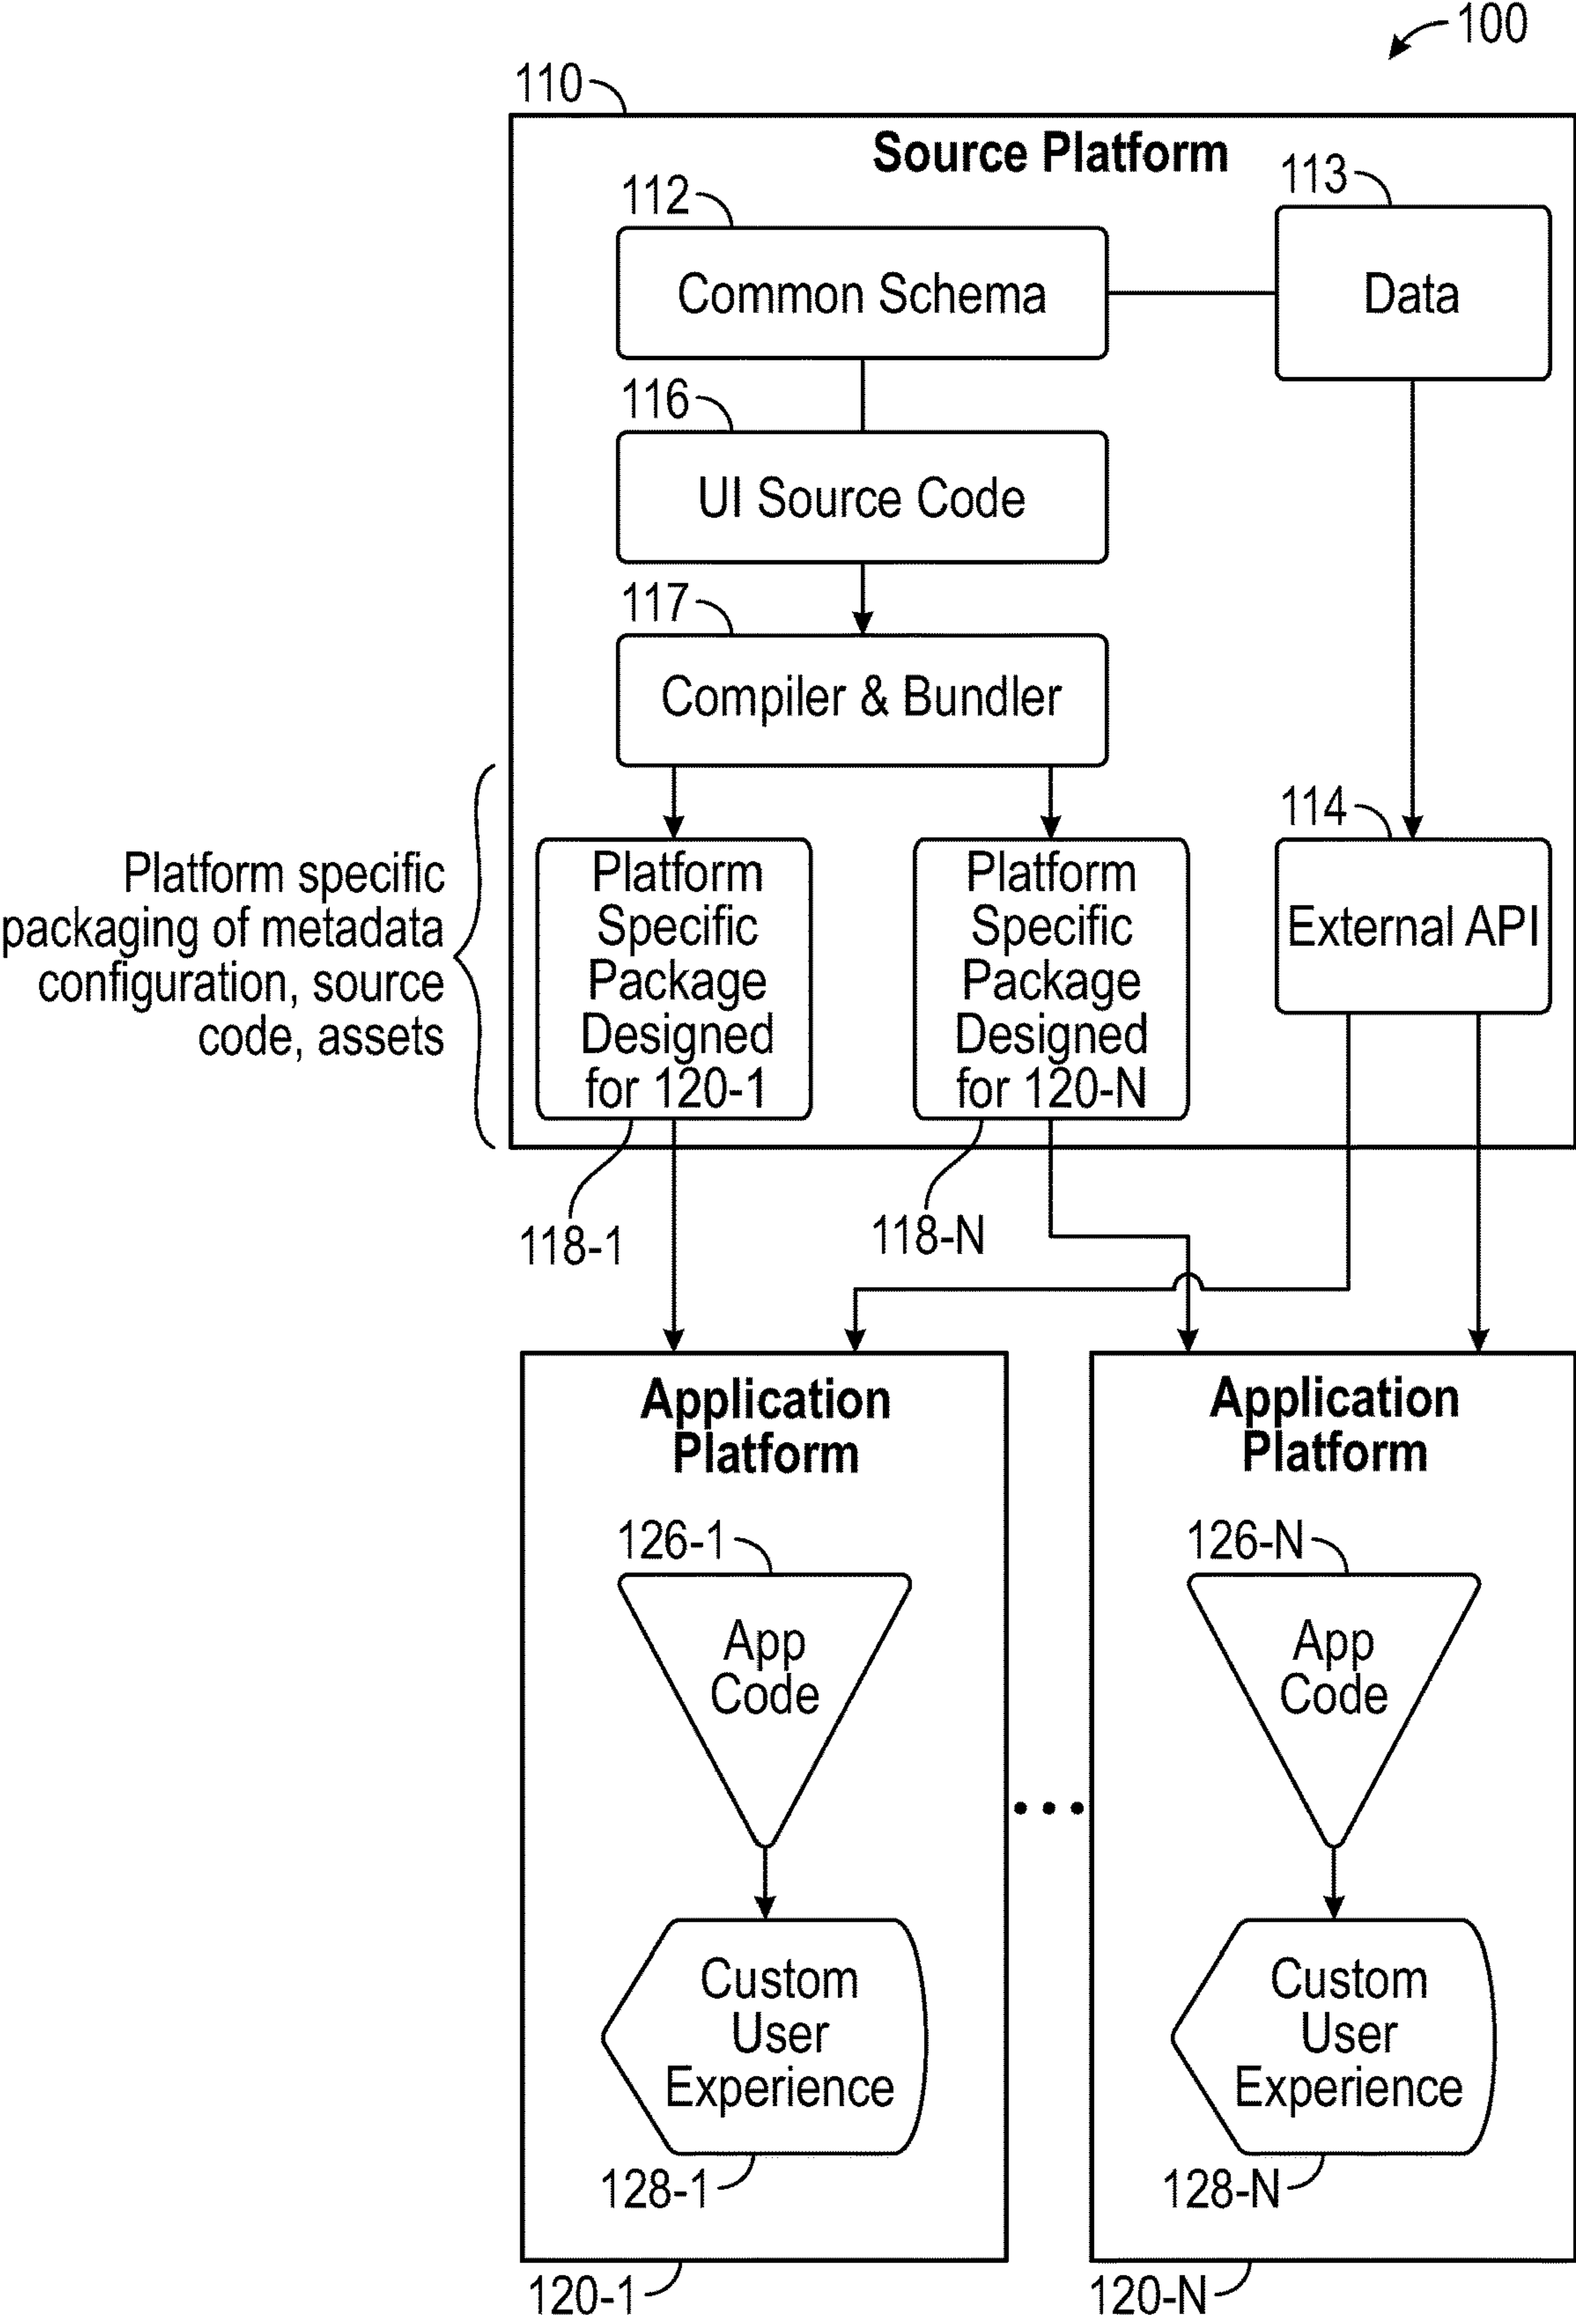 100
110
Source Platform
112
113
Common Schema
Data
116
UI Source Code
117
Compiler & Bundler
114
Platform specific
packaging of metadata
configuration, source
code, assets
Platform
Specific
Package
Designed
for 120-1
Platform
Specific
Package
Designed
for 120-N
External API
118-1
118-N
Application
Platform
Application
Platform
126-1
126-N
App
Code
App
Code
Custom
User
Experience
Custom
User
Experience
128-1
128-N
120-1
120-N